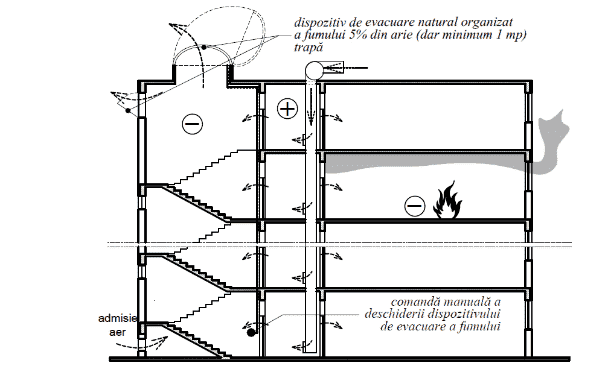 dispozitiv de evacuare natural organizat
a fumului 5% din arie (dar minimum 1 mp)
trapă
comandă manuală a
deschiderii dispozitivului
de evacuare a fumului
admisie
aer